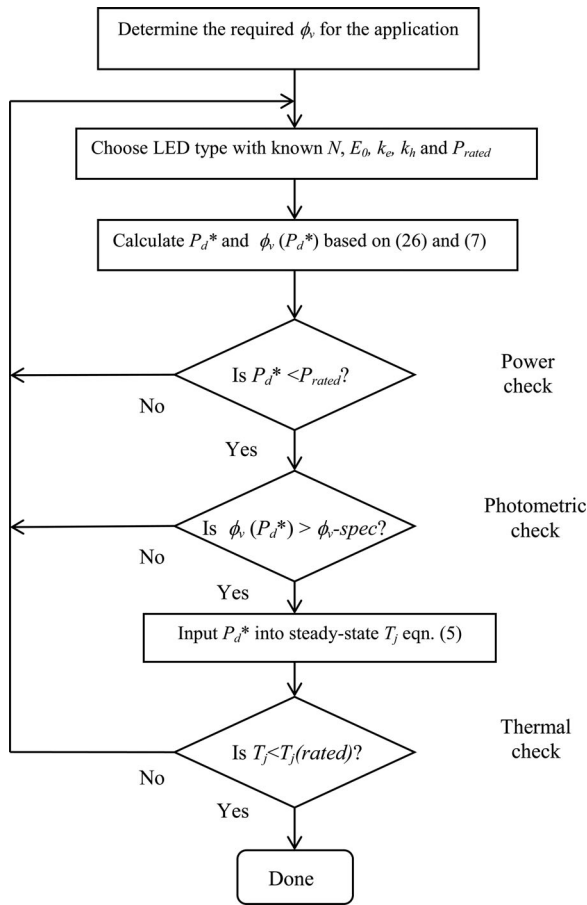 Determine the required ϕv for the application
Choose LED type with known N, E0, ke, kh and Prated
Calculate Pd* and ϕv (Pd*) based on (26) and (7)
Is Pd* <Prated?
Power
check
No
Yes
Is ϕv (Pd*) > ϕv-spec?
Photometric
check
No
Yes
Input Pd* into steady-state Tj eqn. (5)
Is Tj<Tj(rated)?
Thermal
check
No
Yes
Done